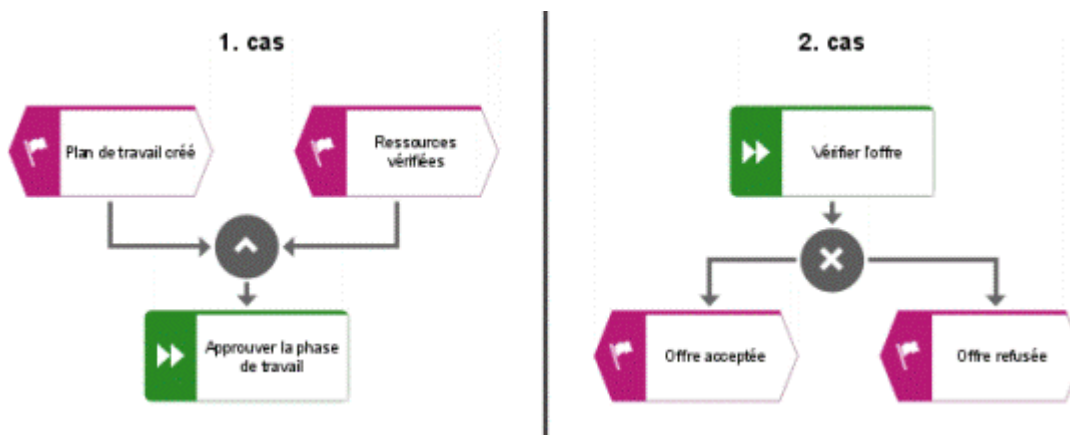 1. cas
Plan de travail créé
Ressources
vérifiées
Approuver la phase
de travail
2. cas
Vérifier l'offre
Offre acceptée
Offre refusée